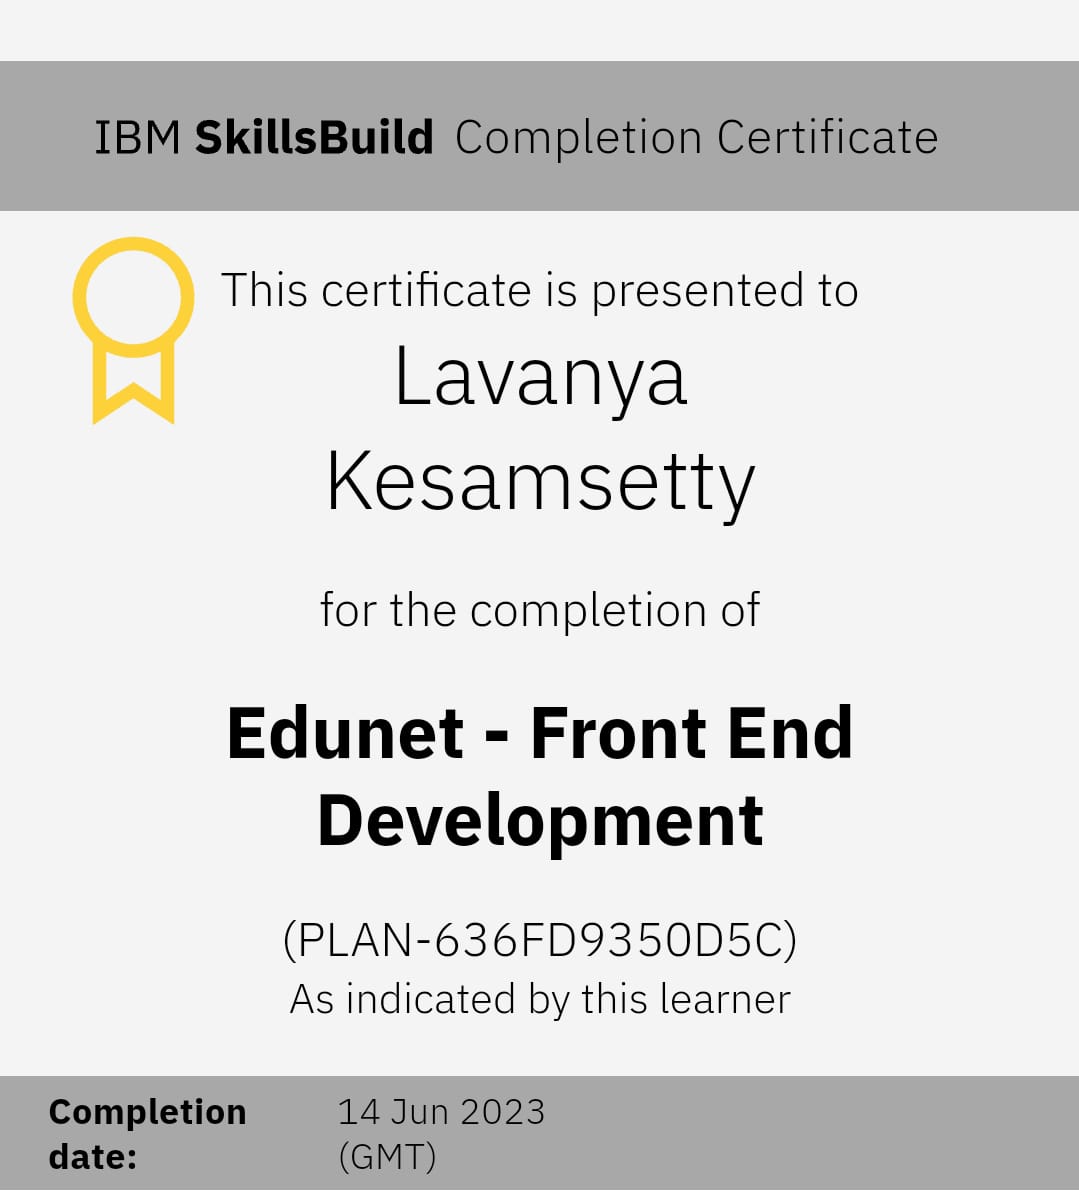 IBM SkillsBuild Completion Certificate
This certificate is presented to
Lavanya
Kesamsetty
for the completion of
Edunet - Front End
Development
(PLAN-636FD9350D5C)
As indicated by this learner
Completion date: 14 Jun 2023 (GMT)